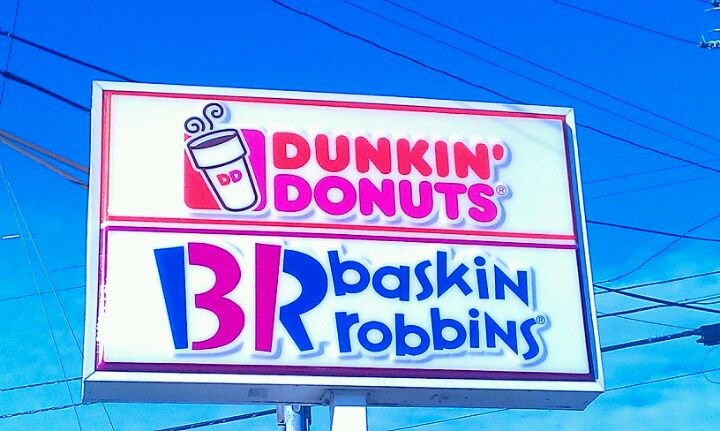 DD
DUNKIN'
DONUTS®
BR
baskin
robbins®